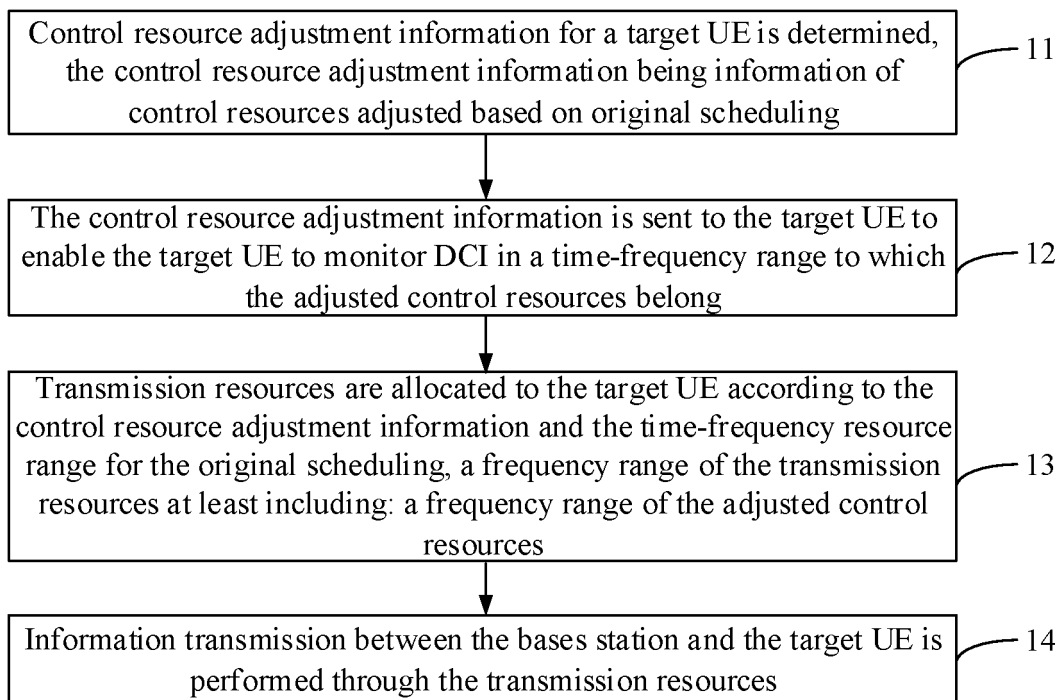 Control resource adjustment information for a target UE is determined,
the control resource adjustment information being information of
control resources adjusted based on original scheduling
11
The control resource adjustment information is sent to the target UE to
enable the target UE to monitor DCI in a time-frequency range to which
the adjusted control resources belong
12
Transmission resources are allocated to the target UE according to the
control resource adjustment information and the time-frequency resource
range for the original scheduling, a frequency range of the transmission
resources at least including: a frequency range of the adjusted control
resources
13
Information transmission between the bases station and the target UE is
performed through the transmission resources
14